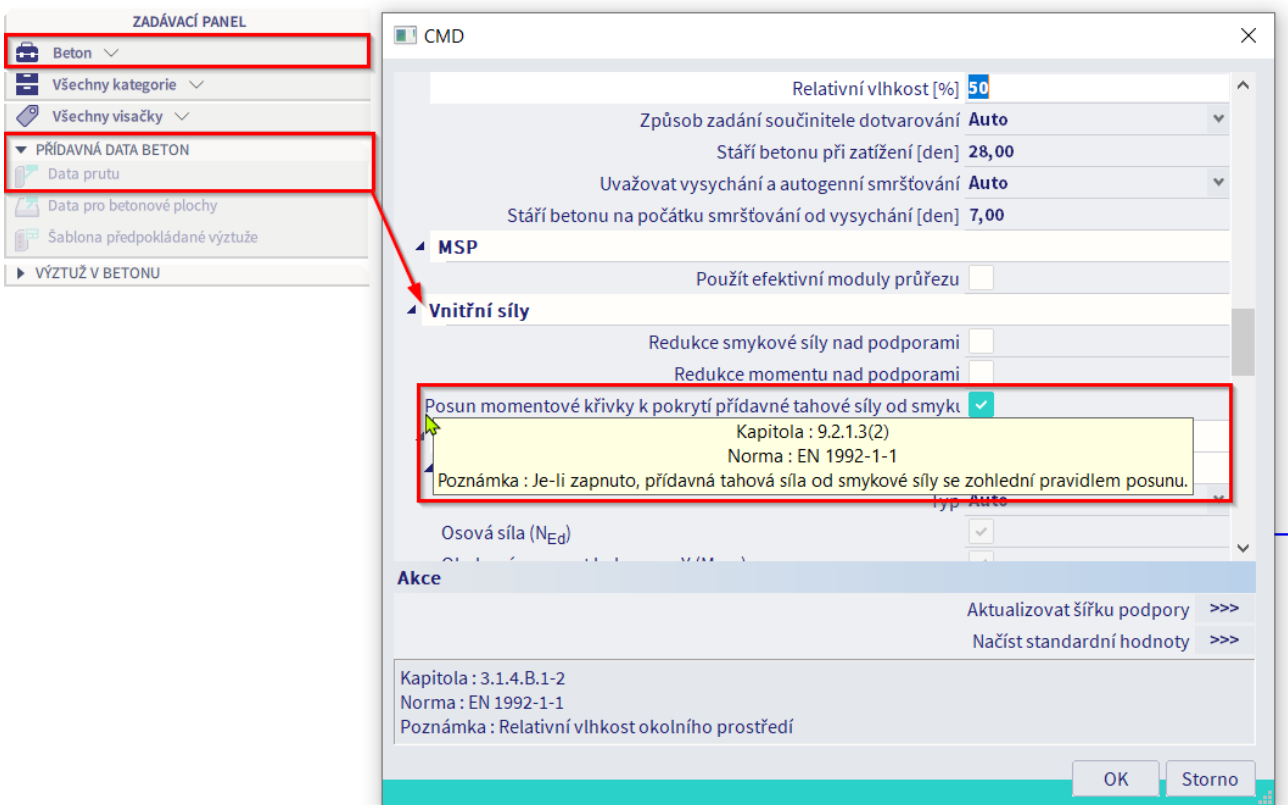 ZADÁVACÍ PANEL
Beton
Všechny kategorie
Všechny visačky
PŘÍDAVNÁ DATA BETON
Data prutu
Data pro betonové plochy
Šablona předpokládané výztuže
VÝZTUŽ V BETONU
CMD
Relativní vlhkost [%] 50
Způsob zadání součinitele dotvarování Auto
Stáří betonu při zatížení [den] 28,00
Uvažovat vysychání a autogenní smršťování Auto
Stáří betonu na počátku smršťování od vysychání [den] 7,00
MSP
Použít efektivní moduly průřezu
Vnitřní síly
Redukce smykové síly nad podporami
Redukce momentu nad podporami
Posun momentové křivky k pokrytí přídavné tahové síly od smyku
Kapitola : 9.2.1.3(2)
Norma : EN 1992-1-1
Poznámka : Je-li zapnuto, přídavná tahová síla od smykové síly se zohlední pravidlem posunu.
Typ Auto
Osová síla (NEd)
Akce
Aktualizovat šířku podpory >>>
Načíst standardní hodnoty >>>
Kapitola : 3.1.4.B.1-2
Norma : EN 1992-1-1
Poznámka : Relativní vlhkost okolního prostředí
OK Storno